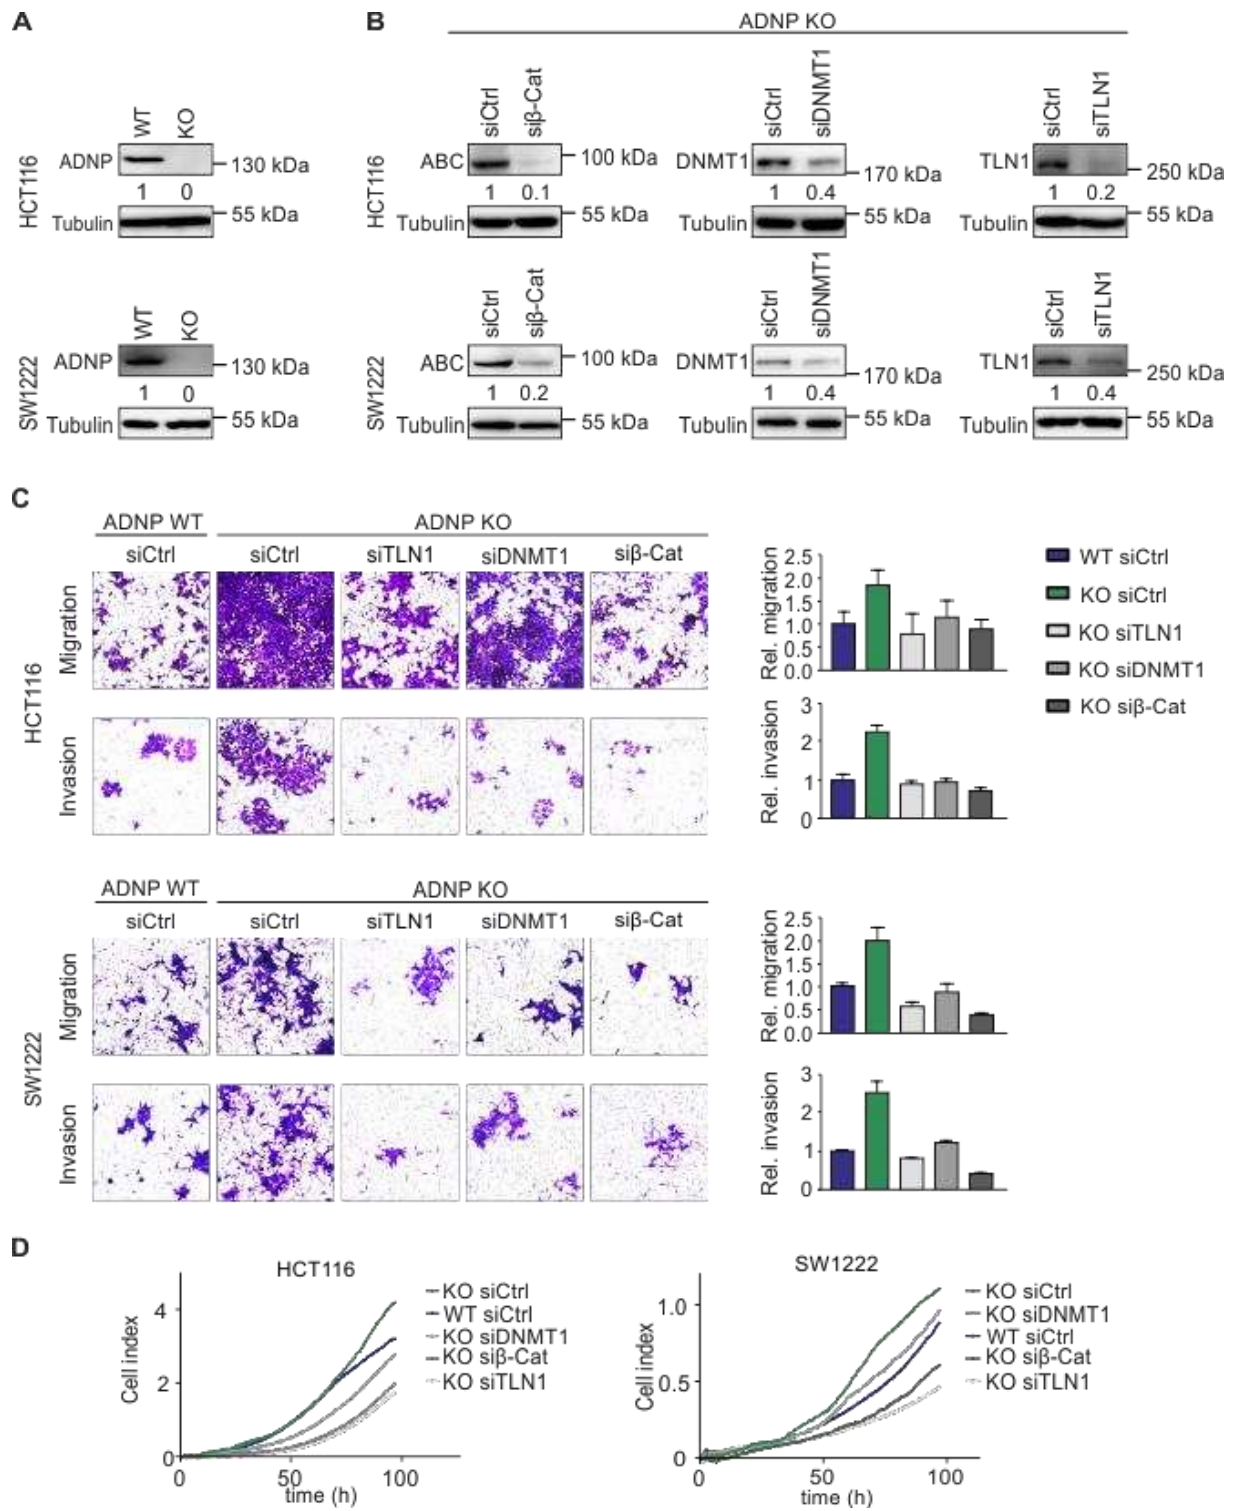 A
B
ADNP KO
WT KO
siCtrl siβ-Cat
siCtrl siDNMT1
siCtrl siTLN1
HCT116
ADNP 130 kDa
1 0
Tubulin 55 kDa
HCT116
ABC 100 kDa
1 0.1
Tubulin 55 kDa
DNMT1 170 kDa
1 0.4
Tubulin 55 kDa
TLN1 250 kDa
1 0.2
Tubulin 55 kDa
WT KO
siCtrl siβ-Cat
siCtrl siDNMT1
siCtrl siTLN1
SW1222
ADNP 130 kDa
1 0
Tubulin 55 kDa
SW1222
ABC 100 kDa
1 0.2
Tubulin 55 kDa
DNMT1 170 kDa
1 0.4
Tubulin 55 kDa
TLN1 250 kDa
1 0.4
Tubulin 55 kDa
C
ADNP WT ADNP KO
siCtrl siCtrl siTLN1 siDNMT1 siβ-Cat
HCT116
Migration
Invasion
Rel. migration
2.5
2.0
1.5
1.0
0.5
0.0
Rel. invasion
3
2
1
0
WT siCtrl
KO siCtrl
KO siTLN1
KO siDNMT1
KO siβ-Cat
ADNP WT ADNP KO
siCtrl siCtrl siTLN1 siDNMT1 siβ-Cat
SW1222
Migration
Invasion
Rel. migration
2.5
2.0
1.5
1.0
0.5
0.0
Rel. invasion
3
2
1
0
D
HCT116
Cell index
4
2
0
0 50 100
time (h)
KO siCtrl
WT siCtrl
KO siDNMT1
KO siβ-Cat
KO siTLN1
SW1222
Cell index
1.0
0.5
0
0 50 100
time (h)
KO siCtrl
KO siDNMT1
WT siCtrl
KO siβ-Cat
KO siTLN1